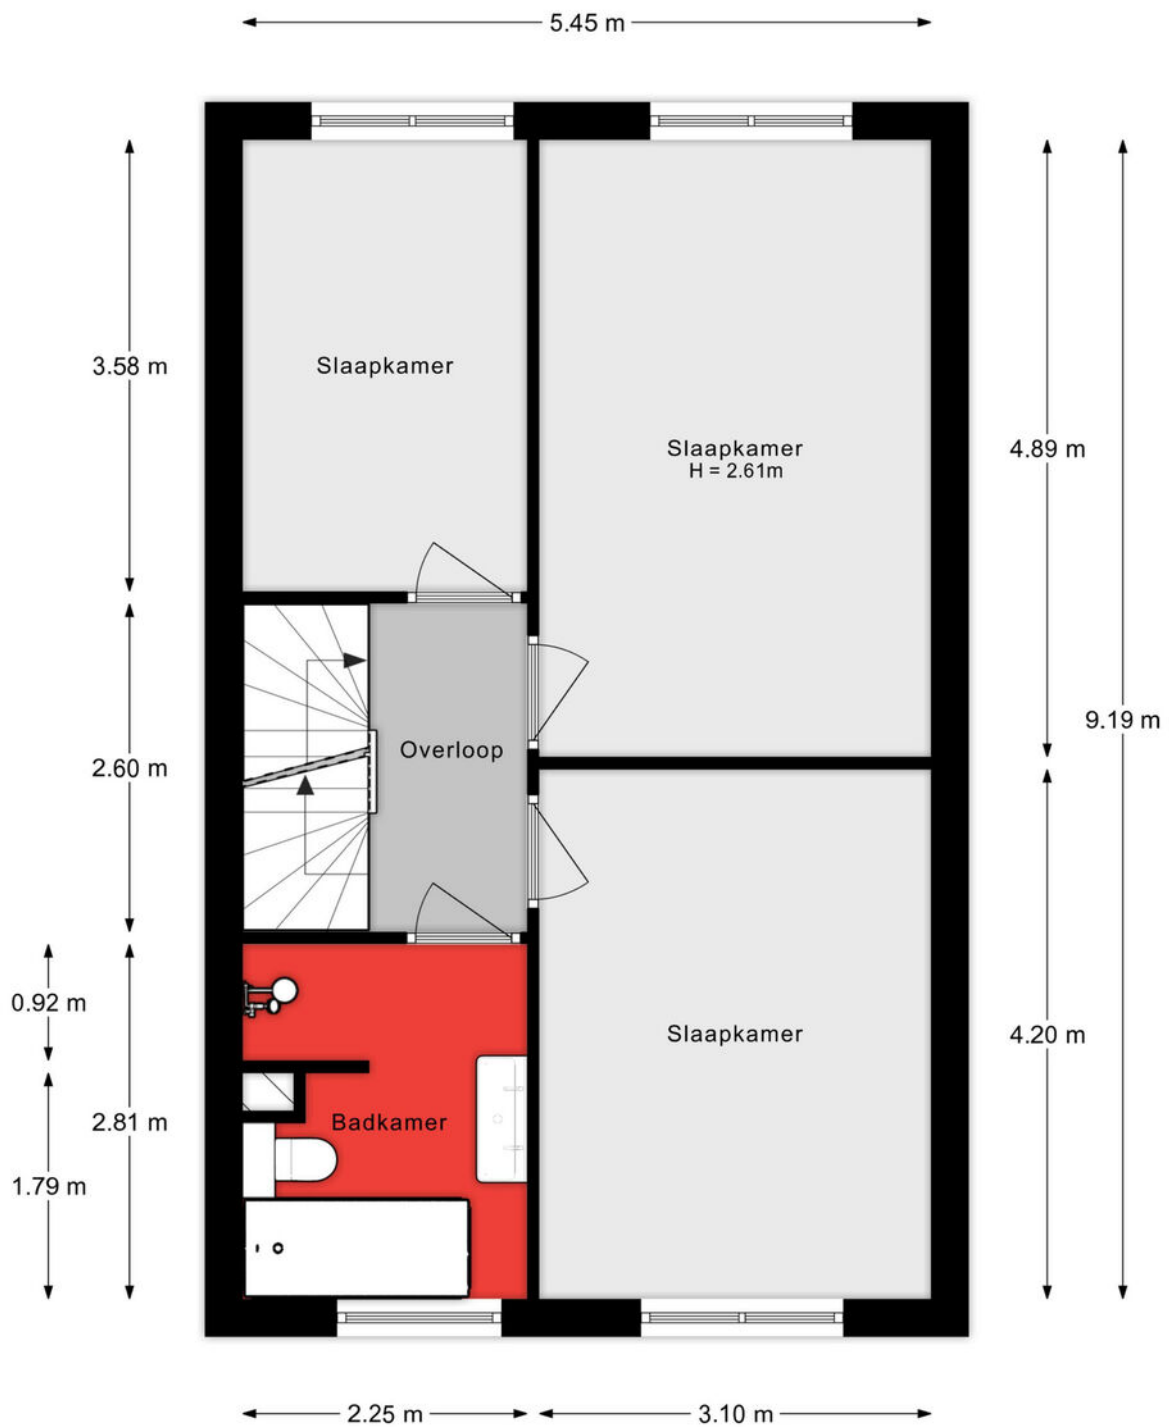 5.45 m
3.58 m
Slaapkamer
Slaapkamer
H = 2.61m
4.89 m
9.19 m
Overloop
2.60 m
0.92 m
Slaapkamer
4.20 m
2.81 m
Badkamer
1.79 m
2.25 m
3.10 m